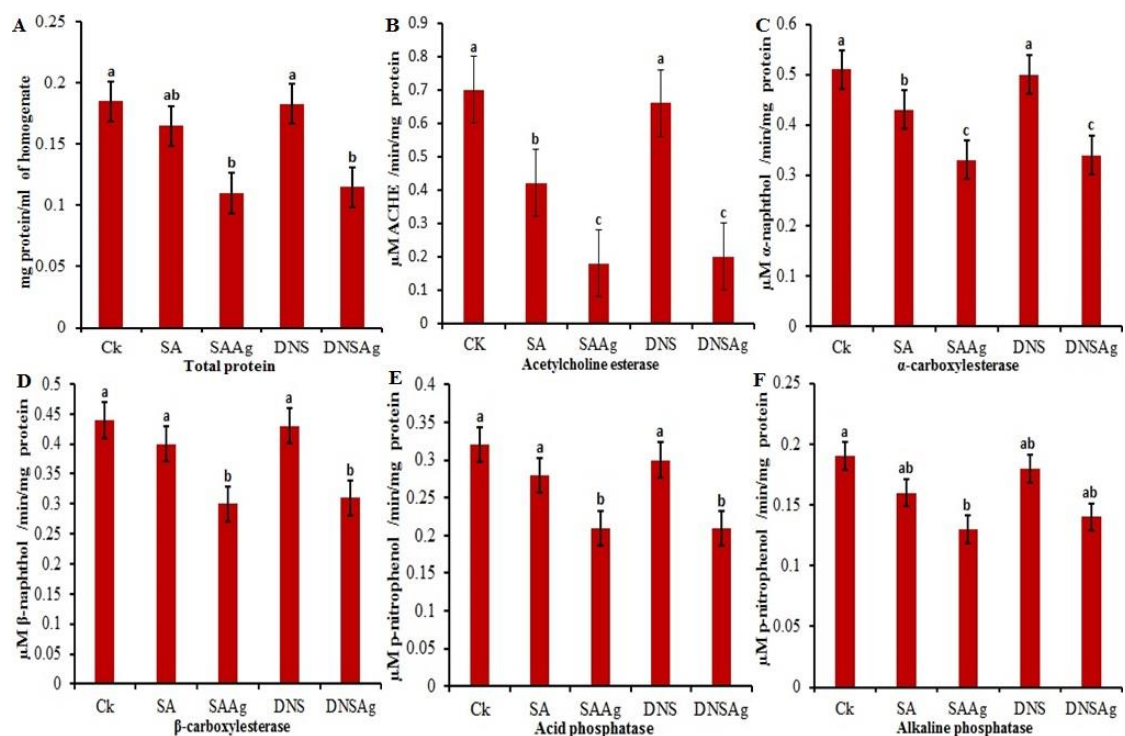 A
mg protein/ml of homogenate
0.25
0.2
0.15
0.1
0.05
0
a
ab
b
a
b
Ck SA SAAg DNS DNSAg
Total protein
B
µM ACHE /min/mg protein
0.9
0.8
0.7
0.6
0.5
0.4
0.3
0.2
0.1
0
a
b
c
a
c
CK SA SAAg DNS DNSAg
Acetylcholine esterase
C
µM α-naphthol /min/mg protein
0.6
0.5
0.4
0.3
0.2
0.1
0
a
b
c
a
c
Ck SA SAAg DNS DNSAg
α-carboxylesterase
D
µM β-naphthol /min/mg protein
0.5
0.45
0.4
0.35
0.3
0.45
0.2
0.15
0.1
0.05
0
a
a
b
a
b
Ck SA SAAg DNS DNSAg
β-carboxylesterase
E
µM p-nitrophenol /min/mg protein
0.4
0.35
0.3
0.25
0.2
0.15
0.1
0.05
0
a
a
b
a
b
Ck SA SAAg DNS DNSAg
Acid phosphatase
F
µM p-nitrophenol /min/mg protein
0.25
0.2
0.15
0.1
0.05
0
a
ab
b
ab
ab
Ck SA SAAg DNS DNSAg
Alkaline phosphatase